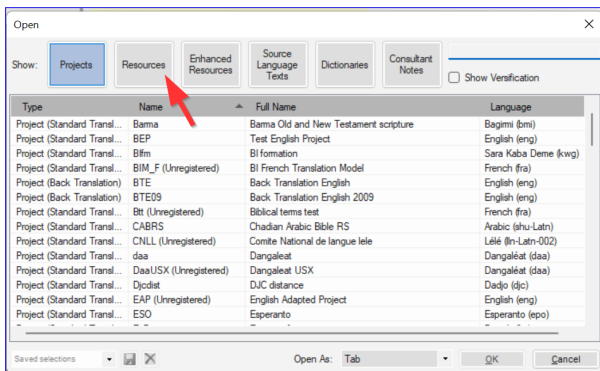 Open
Show: Projects Resources Enhanced Resources Source Language Texts Dictionaries Consultant Notes Show Versification
Type Name Full Name Language
Project (Standard Transl... Barma Barma Old and New Testament scripture Bagirmi (bmi)
Project (Standard Transl... BEP Test English Project English (eng)
Project (Standard Transl... Blfm BI formation Sara Kaba Deme (kwg)
Project (Standard Transl... BIM_F (Unregistered) BI French Translation Model French (fra)
Project (Back Translation) BTE Back Translation English English (eng)
Project (Back Translation) BTE09 Back Translation English 2009 English (eng)
Project (Standard Transl... Btt (Unregistered) Biblical terms test French (fra)
Project (Standard Transl... CABRS Chadian Arabic Bible RS Arabic (shu-Latn)
Project (Standard Transl... CNLL (Unregistered) Comite National de langue lele Lélé (lln-Latn-002)
Project (Standard Transl... daa Dangaleat Dangaléat (daa)
Project (Standard Transl... DaaUSX (Unregistered) Dangaleat USX Dangaléat (daa)
Project (Standard Transl... Djcdist DJC distance Dadjo (djc)
Project (Standard Transl... EAP (Unregistered) English Adapted Project English (eng)
Project (Standard Transl... ESO Esperanto Esperanto (epo)
Saved selections Open As: Tab OK Cancel